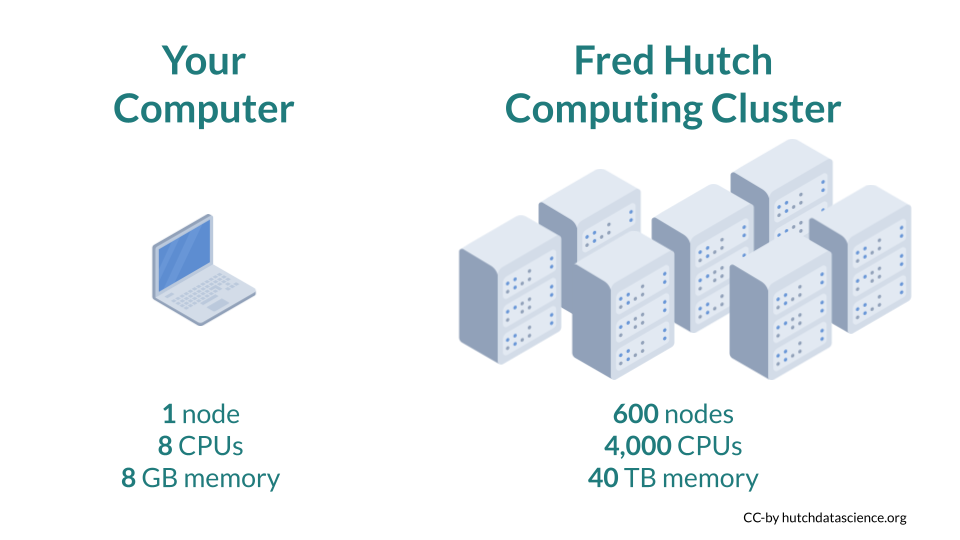 Your
Computer
1 node
8 CPUs
8 GB memory
Fred Hutch
Computing Cluster
600 nodes
4,000 CPUs
40 TB memory
CC-by hutchdatascience.org